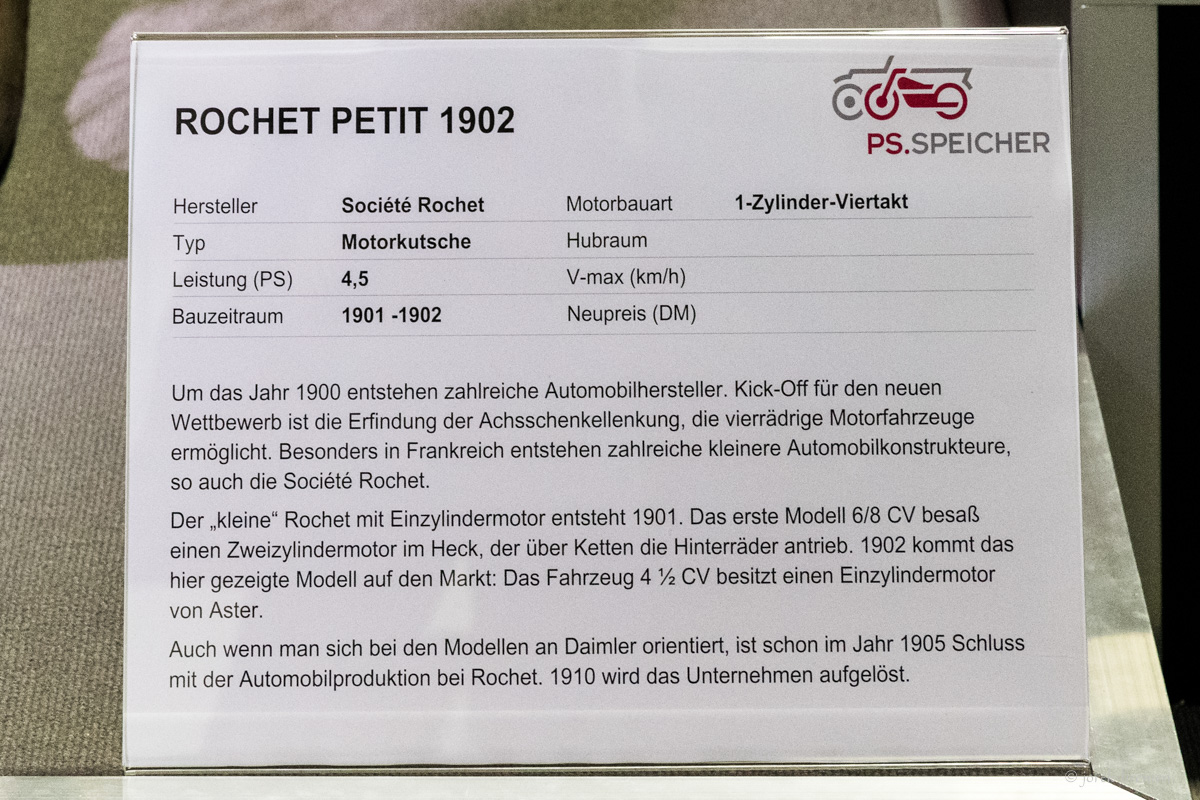 ROCHET PETIT 1902
PS.SPEICHER
Hersteller Société Rochet Motorbauart 1-Zylinder-Viertakt
Typ Motorkutsche Hubraum
Leistung (PS) 4,5 V-max (km/h)
Bauzeitraum 1901 -1902 Neupreis (DM)
Um das Jahr 1900 entstehen zahlreiche Automobilhersteller. Kick-Off für den neuen
Wettbewerb ist die Erfindung der Achsschenkellenkung, die vierrädrige Motorfahrzeuge
ermöglicht. Besonders in Frankreich entstehen zahlreiche kleinere Automobilkonstrukteure,
so auch die Société Rochet.
Der „kleine“ Rochet mit Einzylindermotor entsteht 1901. Das erste Modell 6/8 CV besaß
einen Zweizylindermotor im Heck, der über Ketten die Hinterräder antrieb. 1902 kommt das
hier gezeigte Modell auf den Markt: Das Fahrzeug 4 ½ CV besitzt einen Einzylindermotor
von Aster.
Auch wenn man sich bei den Modellen an Daimler orientiert, ist schon im Jahr 1905 Schluss
mit der Automobilproduktion bei Rochet. 1910 wird das Unternehmen aufgelöst.